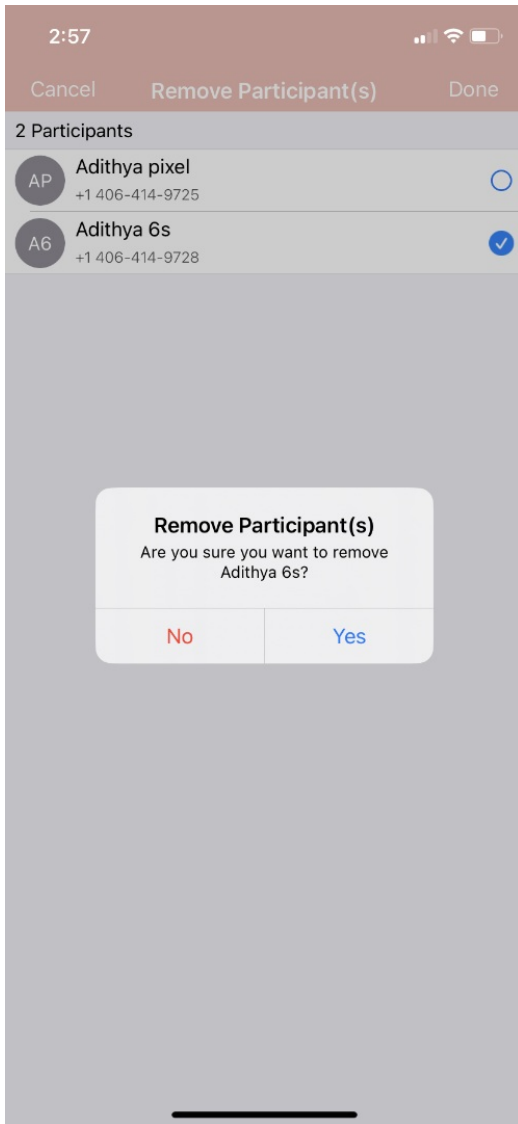 2:57
Cancel Remove Participant(s) Done
2 Participants
AP Adithya pixel
+1 406-414-9725
A6 Adithya 6s
+1 406-414-9728
Remove Participant(s)
Are you sure you want to remove
Adithya 6s?
No Yes